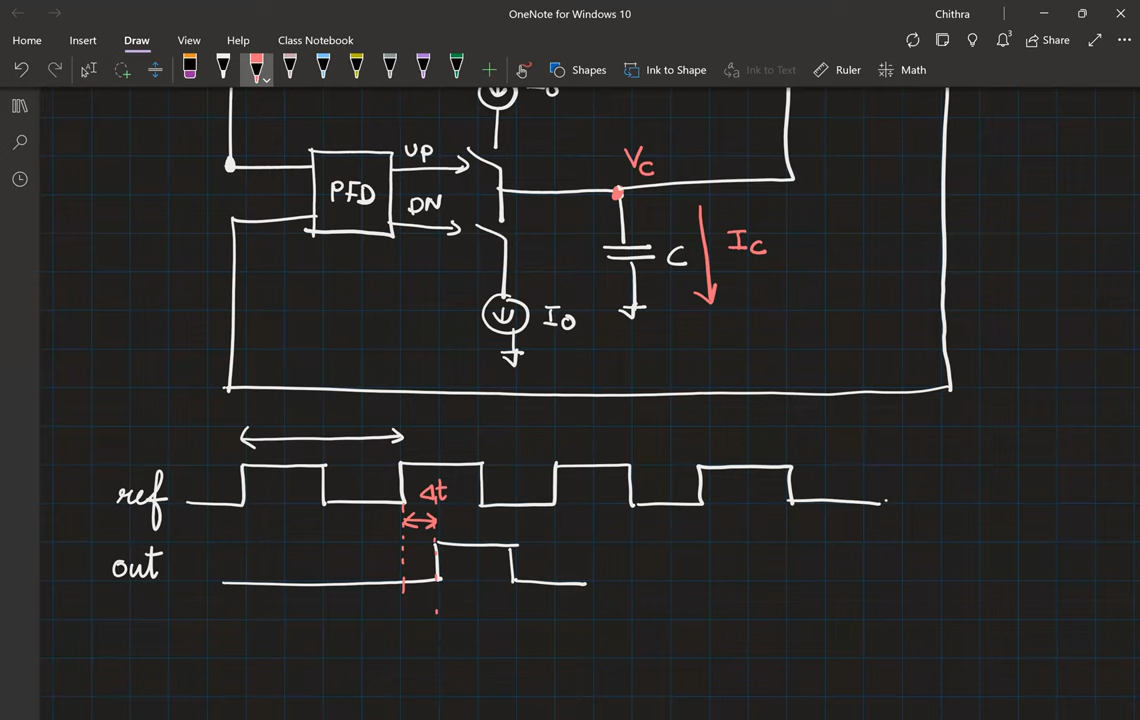 OneNote for Windows 10
Chithra
Home Insert Draw View Help Class Notebook
Share
Shapes Ink to Shape Ink to Text Ruler Math
I0
UP
PFD
DN
VC
C
IC
I0
ref
Δt
out